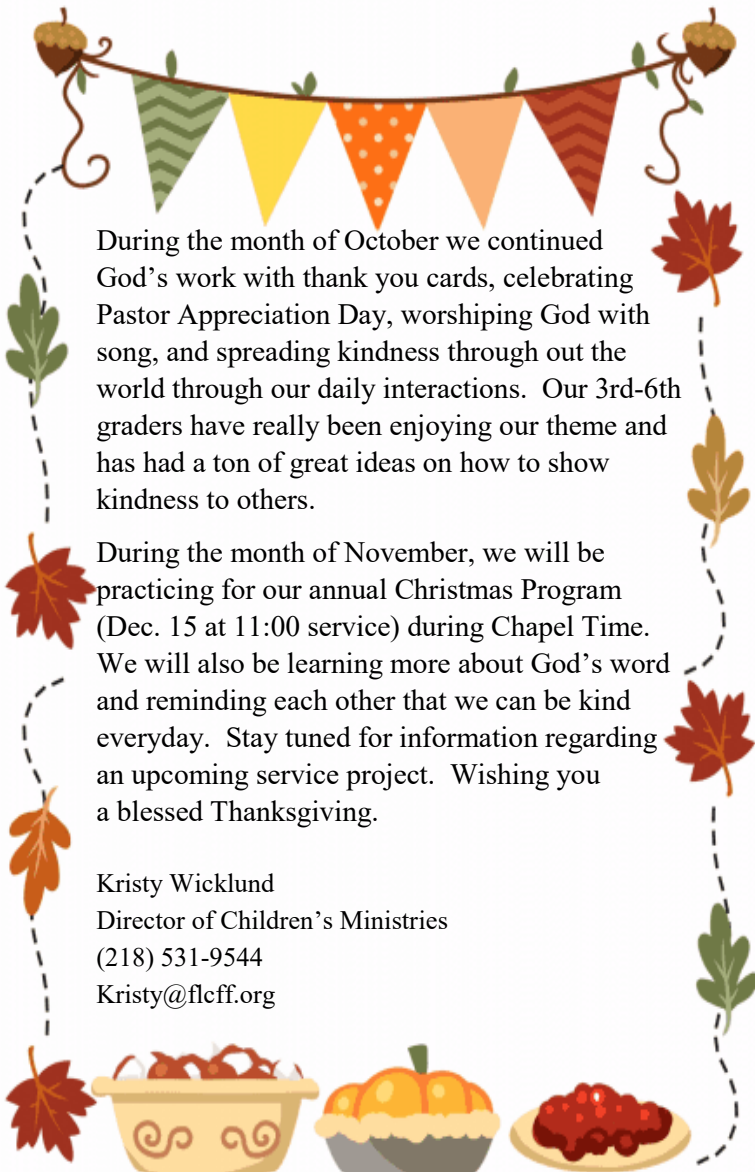 During the month of October we continued
God’s work with thank you cards, celebrating
Pastor Appreciation Day, worshiping God with
song, and spreading kindness through out the
world through our daily interactions.  Our 3rd-6th
graders have really been enjoying our theme and
has had a ton of great ideas on how to show
kindness to others.
During the month of November, we will be
practicing for our annual Christmas Program
(Dec. 15 at 11:00 service) during Chapel Time.
We will also be learning more about God’s word
and reminding each other that we can be kind
everyday.  Stay tuned for information regarding
an upcoming service project.  Wishing you
a blessed Thanksgiving.
Kristy Wicklund
Director of Children’s Ministries
(218) 531-9544
Kristy@flcff.org